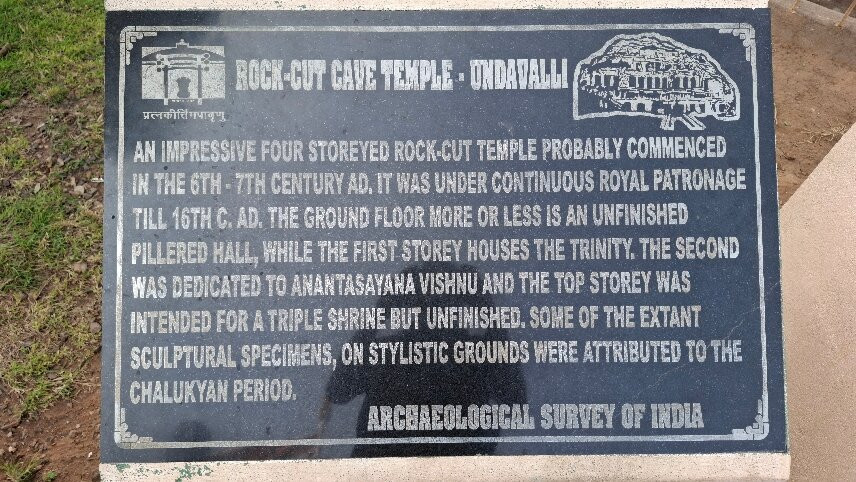 ROCK-CUT CAVE TEMPLE - UNDAVALLI
प्रत्नकीर्तिमपावृणु
AN IMPRESSIVE FOUR STOREYED ROCK-CUT TEMPLE PROBABLY COMMENCED
IN THE 6TH - 7TH CENTURY AD. IT WAS UNDER CONTINUOUS ROYAL PATRONAGE
TILL 16TH C. AD. THE GROUND FLOOR MORE OR LESS IS AN UNFINISHED
PILLERED HALL, WHILE THE FIRST STOREY HOUSES THE TRINITY. THE SECOND
WAS DEDICATED TO ANANTASAYANA VISHNU AND THE TOP STOREY WAS
INTENDED FOR A TRIPLE SHRINE BUT UNFINISHED. SOME OF THE EXTANT
SCULPTURAL SPECIMENS, ON STYLISTIC GROUNDS WERE ATTRIBUTED TO THE
CHALUKYAN PERIOD.
ARCHAEOLOGICAL SURVEY OF INDIA